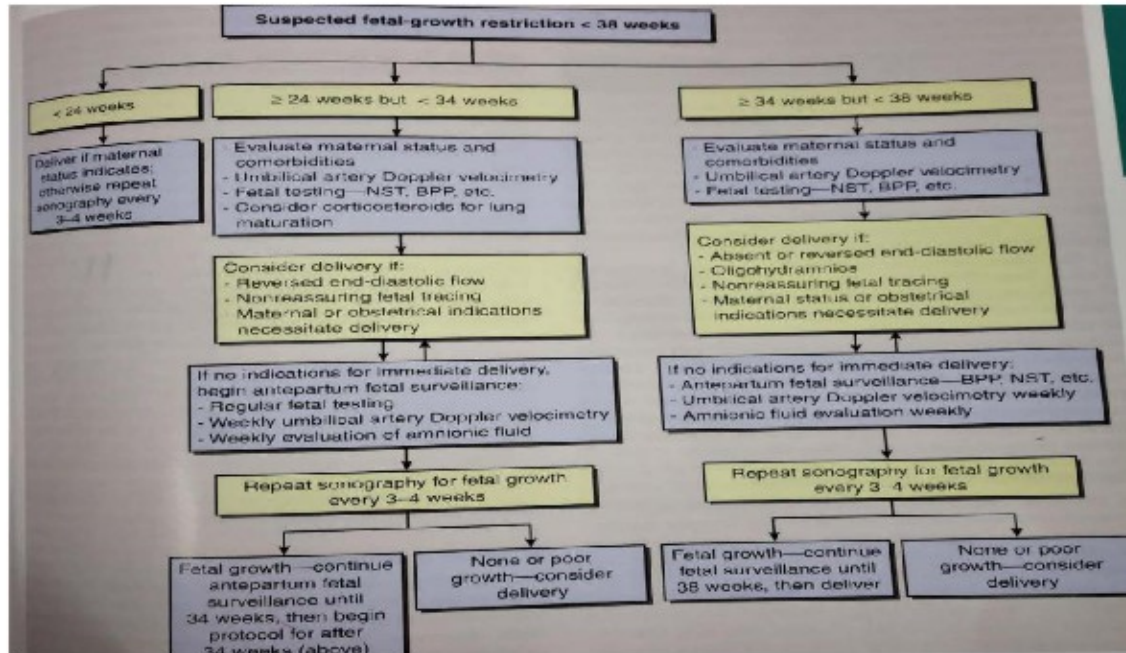 Suspected fetal-growth restriction < 38 weeks
< 24 weeks
Deliver if maternal
status indicates;
otherwise repeat
sonography every
3–4 weeks
≥ 24 weeks but < 34 weeks
Evaluate maternal status and
comorbidities
- Umbilical artery Doppler velocimetry
- Fetal testing—NST, BPP, etc.
- Consider corticosteroids for lung
maturation
Consider delivery if:
- Reversed end-diastolic flow
- Nonreassuring fetal tracing
- Maternal or obstetrical indications
necessitate delivery
If no indications for immediate delivery,
begin antepartum fetal surveillance:
- Regular fetal testing
- Weekly umbilical artery Doppler velocimetry
- Weekly evaluation of amnionic fluid
Repeat sonography for fetal growth
every 3–4 weeks
Fetal growth—continue
antepartum fetal
surveillance until
34 weeks, then begin
protocol for after
34 weeks (above)
None or poor
growth—consider
delivery
≥ 34 weeks but < 38 weeks
Evaluate maternal status and
comorbidities
- Umbilical artery Doppler velocimetry
- Fetal testing—NST, BPP, etc.
Consider delivery if:
- Absent or reversed end-diastolic flow
- Oligohydramnios
- Nonreassuring fetal tracing
- Maternal status or obstetrical
indications necessitate delivery
If no indications for immediate delivery:
- Antepartum fetal surveillance—BPP, NST, etc.
- Umbilical artery Doppler velocimetry weekly
- Amnionic fluid evaluation weekly
Repeat sonography for fetal growth
every 3–4 weeks
Fetal growth—continue
fetal surveillance until
38 weeks, then deliver
None or poor
growth—consider
delivery